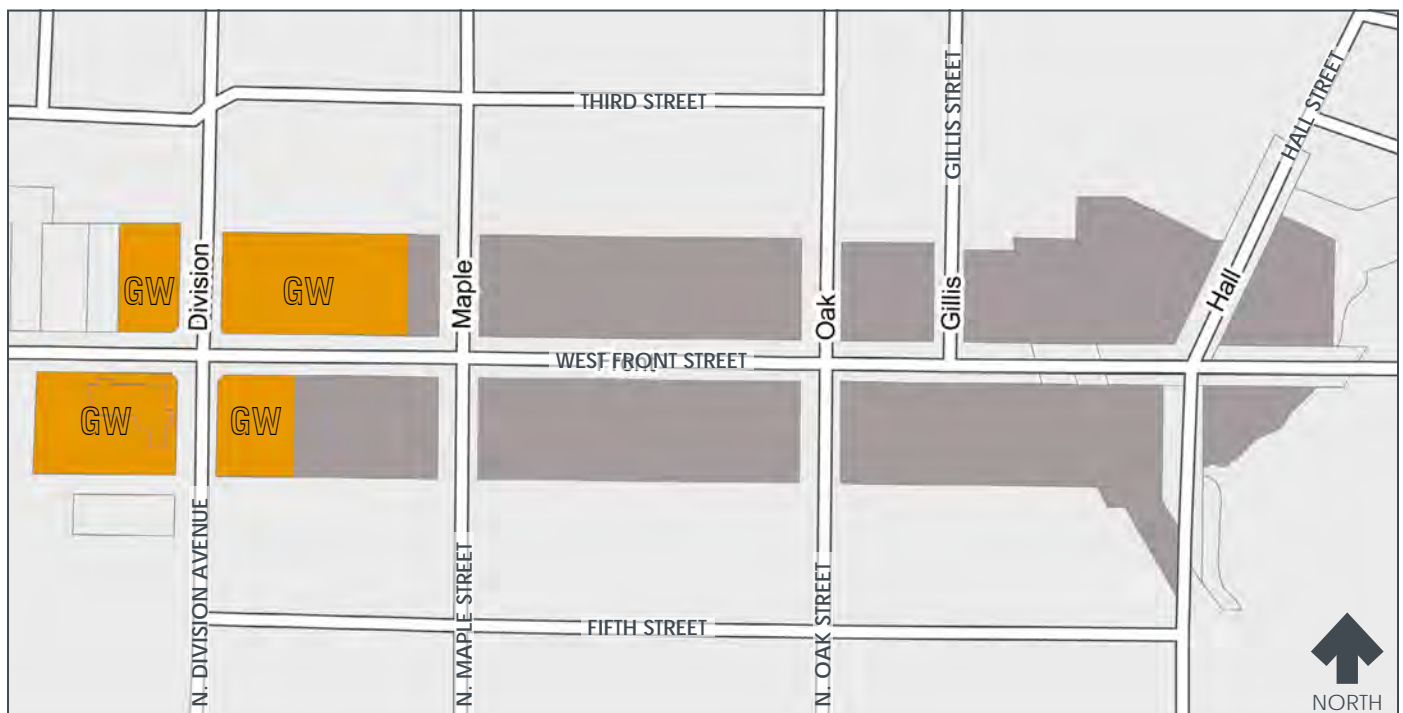 THIRD STREET
GILLIS STREET
HALL STREET
GW
Division
GW
Maple
Oak
Gillis
Hall
WEST FRONT STREET
GW
GW
N. DIVISION AVENUE
N. MAPLE STREET
N. OAK STREET
FIFTH STREET
NORTH